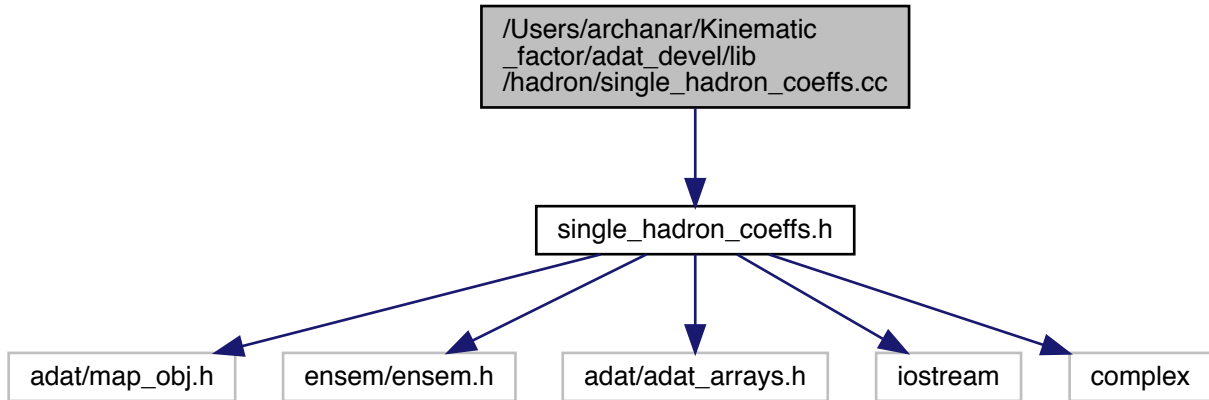 /Users/archanar/Kinematic
_factor/adat_devel/lib
/hadron/single_hadron_coeffs.cc
single_hadron_coeffs.h
adat/map_obj.h
ensem/ensem.h
adat/adat_arrays.h
iostream
complex